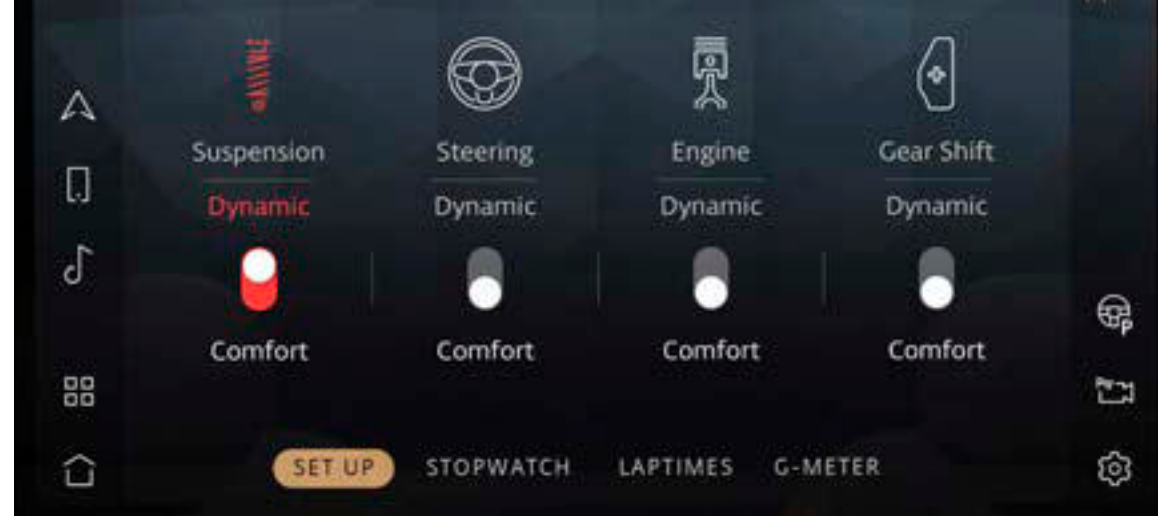 Suspension Steering Engine Gear Shift
Dynamic Dynamic Dynamic Dynamic
Comfort Comfort Comfort Comfort
P
SET UP STOPWATCH LAPTIMES G-METER